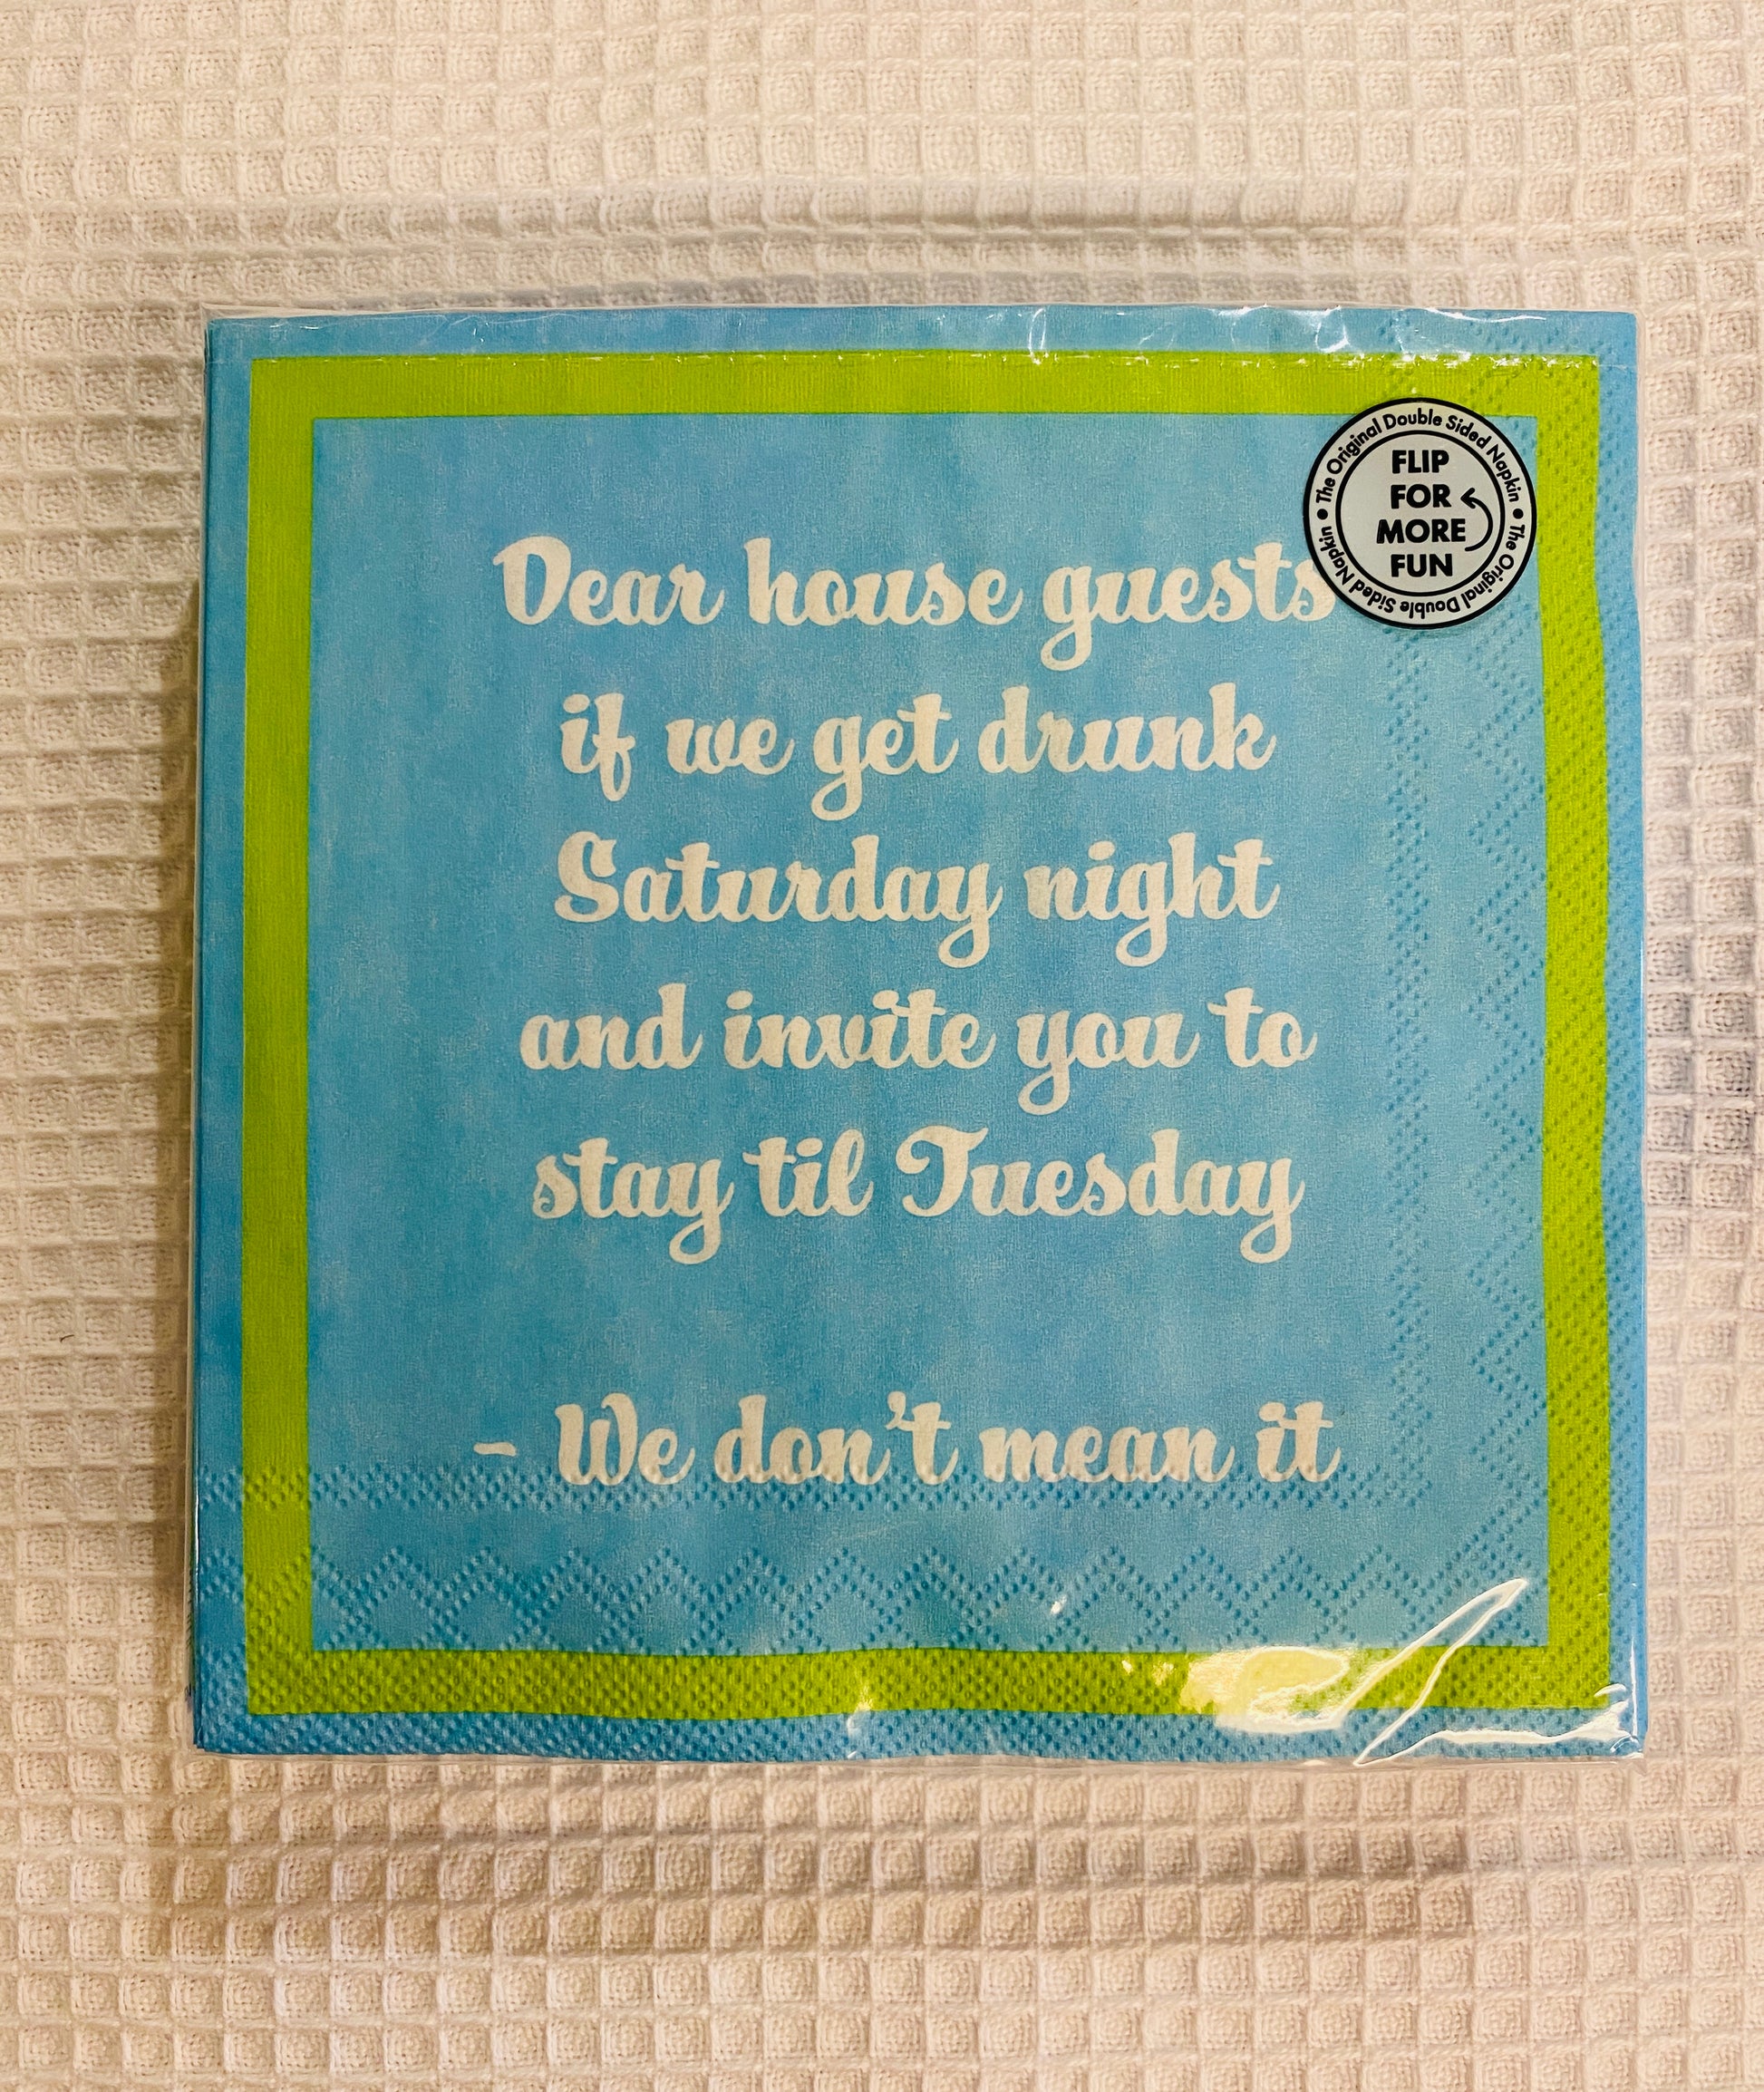 Dear house guests
if we get drunk
Saturday night
and invite you to
stay til Tuesday
- We don't mean it
The Original Double Sided Napkin • The Original Double Sided Napkin •
FLIP
FOR
MORE
FUN